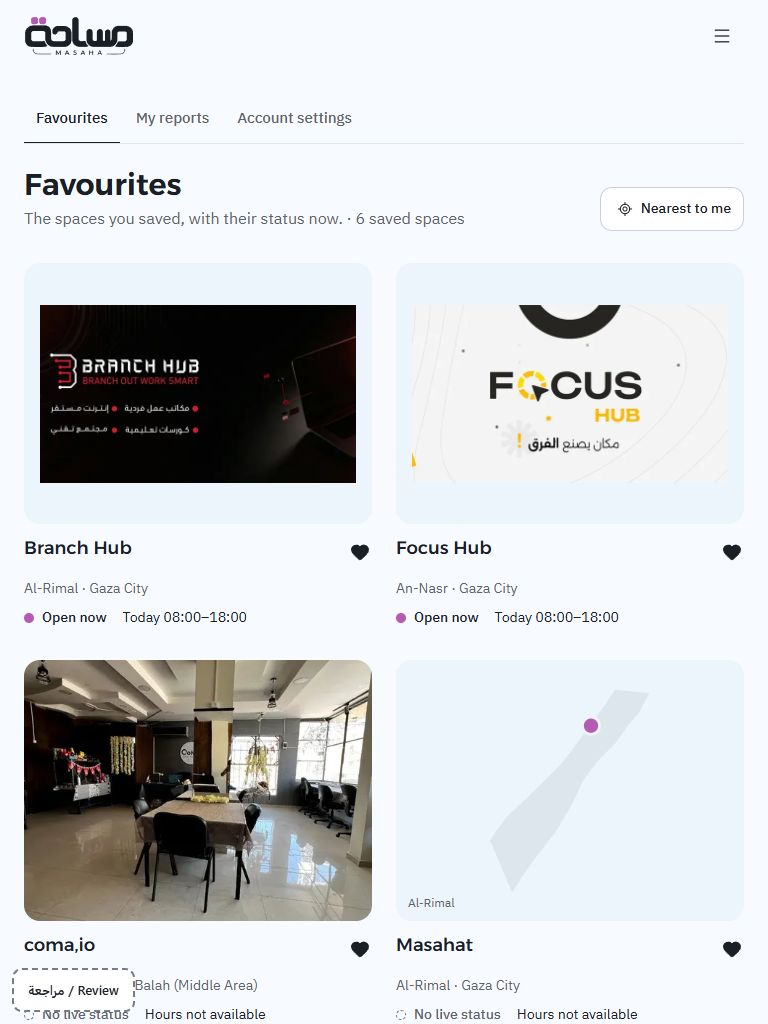 مساحة
MASAHA
Favourites My reports Account settings
Favourites
The spaces you saved, with their status now. · 6 saved spaces
Nearest to me
BRANCH HUB
BRANCH OUT WORK SMART
مكاتب عمل فردية إنترنت مستقر
كورسات تعليمية مجتمع تقني
FOCUS
HUB
مكان يصنع الفرق !
Branch Hub
Al-Rimal · Gaza City
Open now Today 08:00–18:00
Focus Hub
An-Nasr · Gaza City
Open now Today 08:00–18:00
Al-Rimal
coma,io
Balah (Middle Area)
No live status Hours not available
Masahat
Al-Rimal · Gaza City
No live status Hours not available
مراجعة / Review